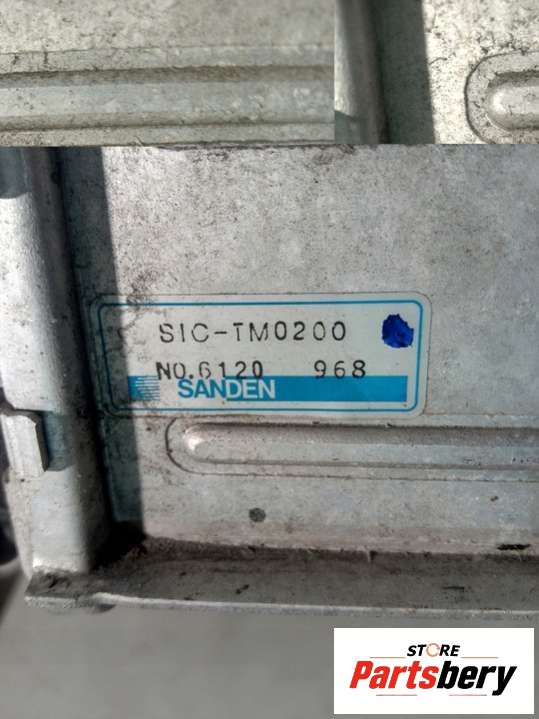 SIC-TM0200
NO.6120 968
SANDEN
STORE
Partsbery